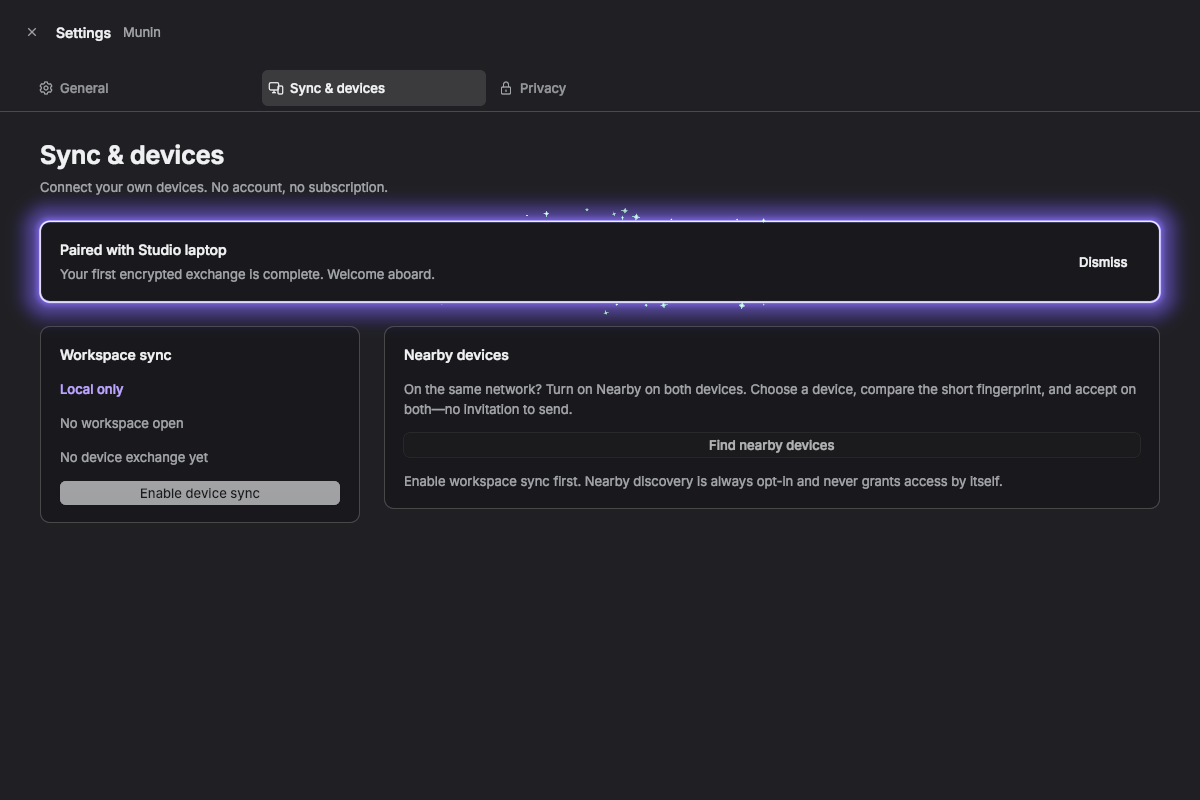 Settings Munin
General
Sync & devices
Privacy
Sync & devices
Connect your own devices. No account, no subscription.
Paired with Studio laptop
Your first encrypted exchange is complete. Welcome aboard.
Dismiss
Workspace sync
Local only
No workspace open
No device exchange yet
Enable device sync
Nearby devices
On the same network? Turn on Nearby on both devices. Choose a device, compare the short fingerprint, and accept on
both—no invitation to send.
Find nearby devices
Enable workspace sync first. Nearby discovery is always opt-in and never grants access by itself.